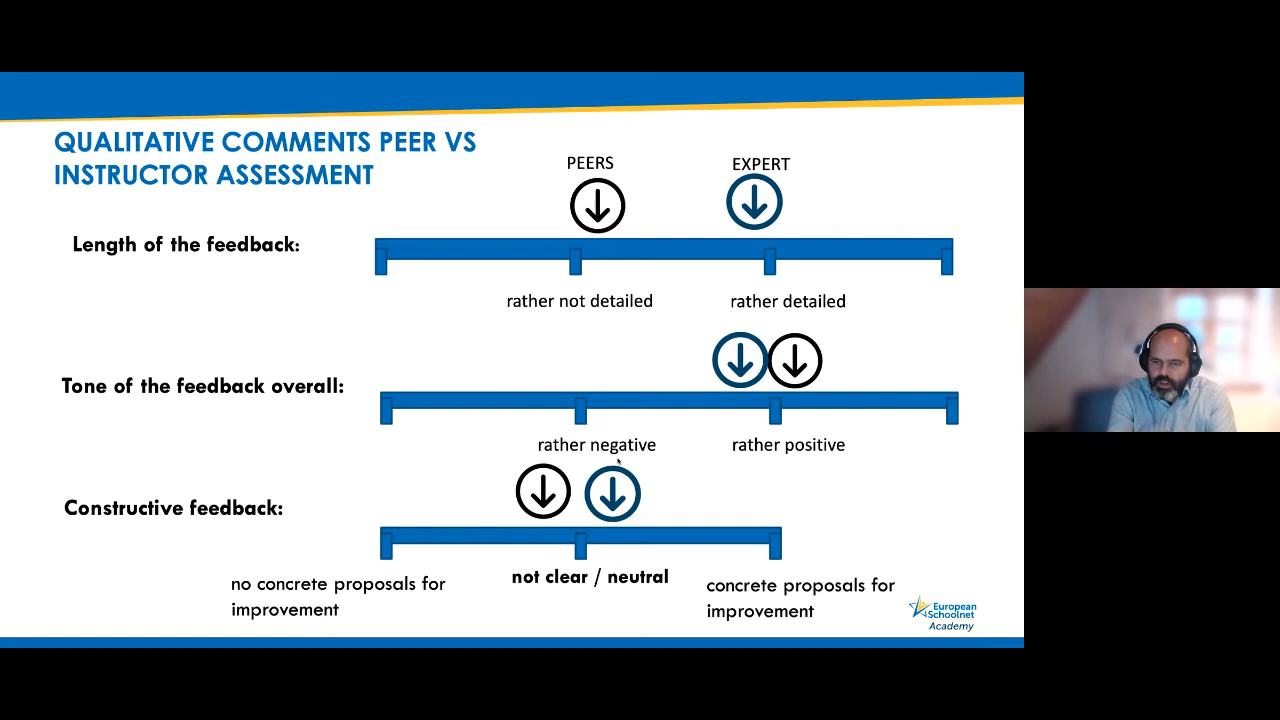 QUALITATIVE COMMENTS PEER VS
INSTRUCTOR ASSESSMENT
PEERS
EXPERT
Length of the feedback:
rather not detailed
rather detailed
Tone of the feedback overall:
rather negative
rather positive
Constructive feedback:
no concrete proposals for
improvement
not clear / neutral
concrete proposals for
improvement
European
Schoolnet
Academy